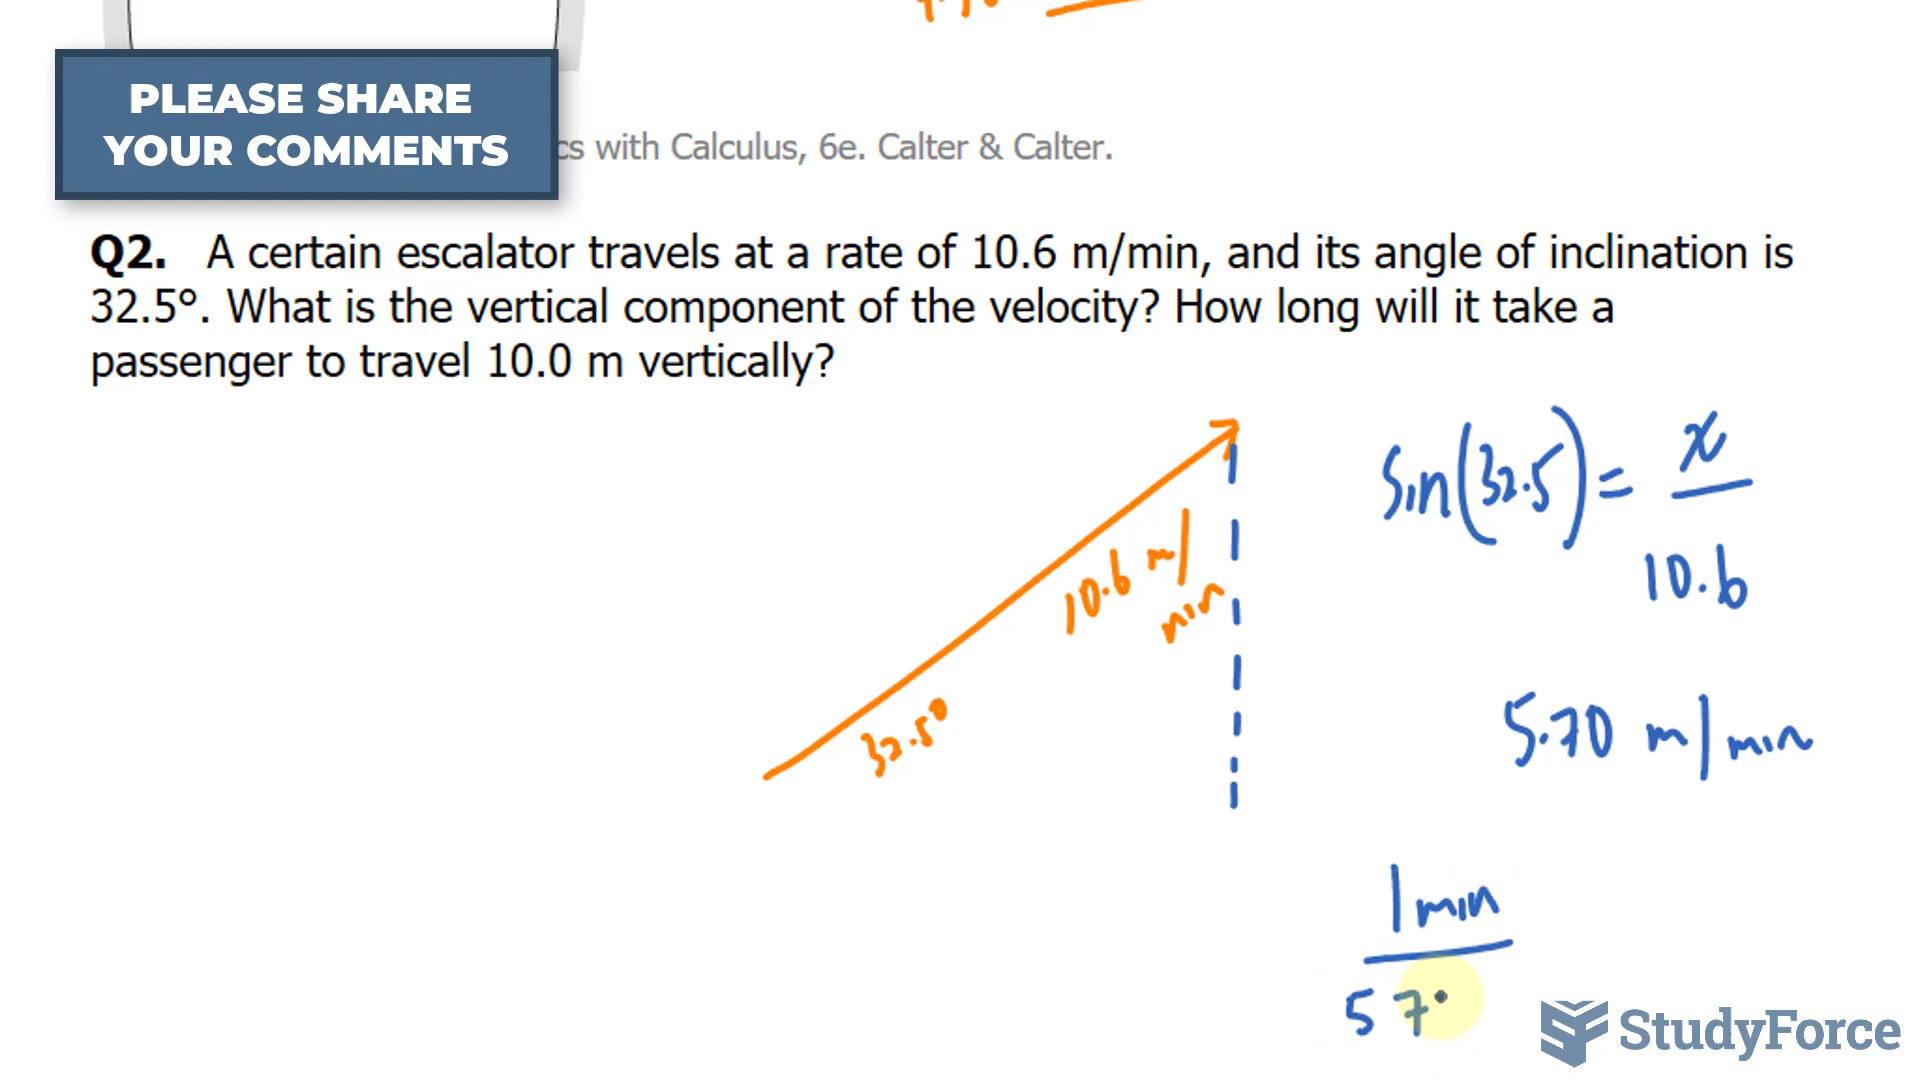 PLEASE SHARE
YOUR COMMENTS
cs with Calculus, 6e. Calter & Calter.
Q2. A certain escalator travels at a rate of 10.6 m/min, and its angle of inclination is
32.5°. What is the vertical component of the velocity? How long will it take a
passenger to travel 10.0 m vertically?
sin(32.5) = x
10.6
10.6 m/
min
32.5°
5.70 m/min
1 min
5 7
StudyForce